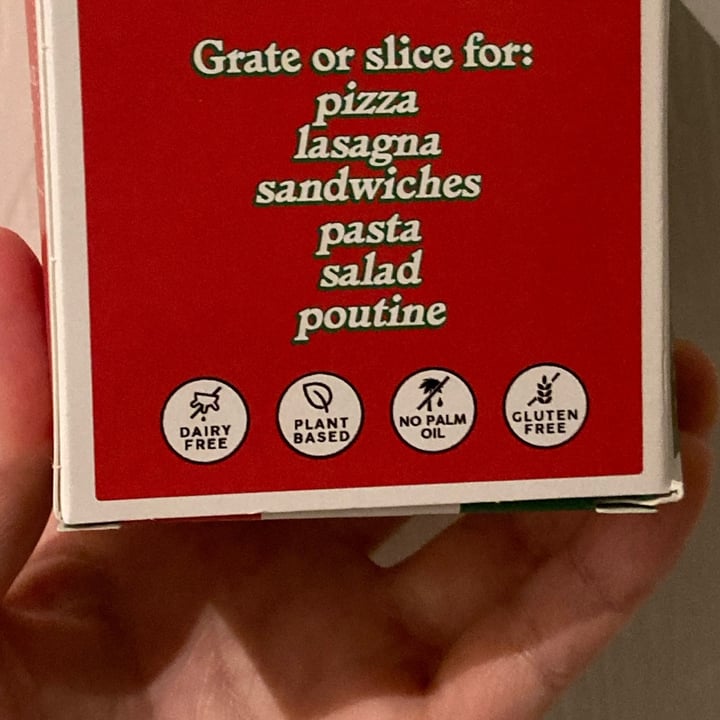 Grate or slice for:
pizza
lasagna
sandwiches
pasta
salad
poutine
DAIRY
FREE
PLANT
BASED
NO PALM
OIL
GLUTEN
FREE